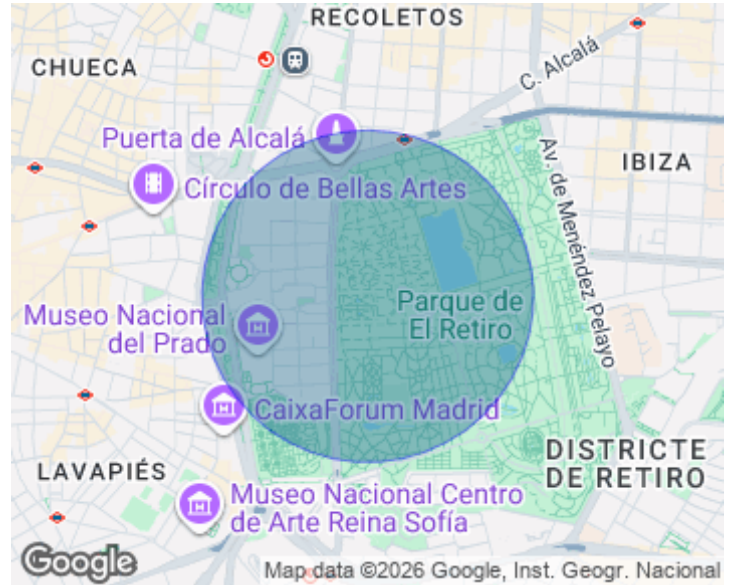 RECOLETOS
CHUECA
C. Alcalá
Puerta de Alcalá
IBIZA
Círculo de Bellas Artes
Av. de Menéndez Pelayo
Museo Nacional
del Prado
Parque de
El Retiro
CaixaForum Madrid
LAVAPIÉS
DISTRICTE
DE RETIRO
Museo Nacional Centro
de Arte Reina Sofía
Google
Map data ©2026 Google, Inst. Geogr. Nacional